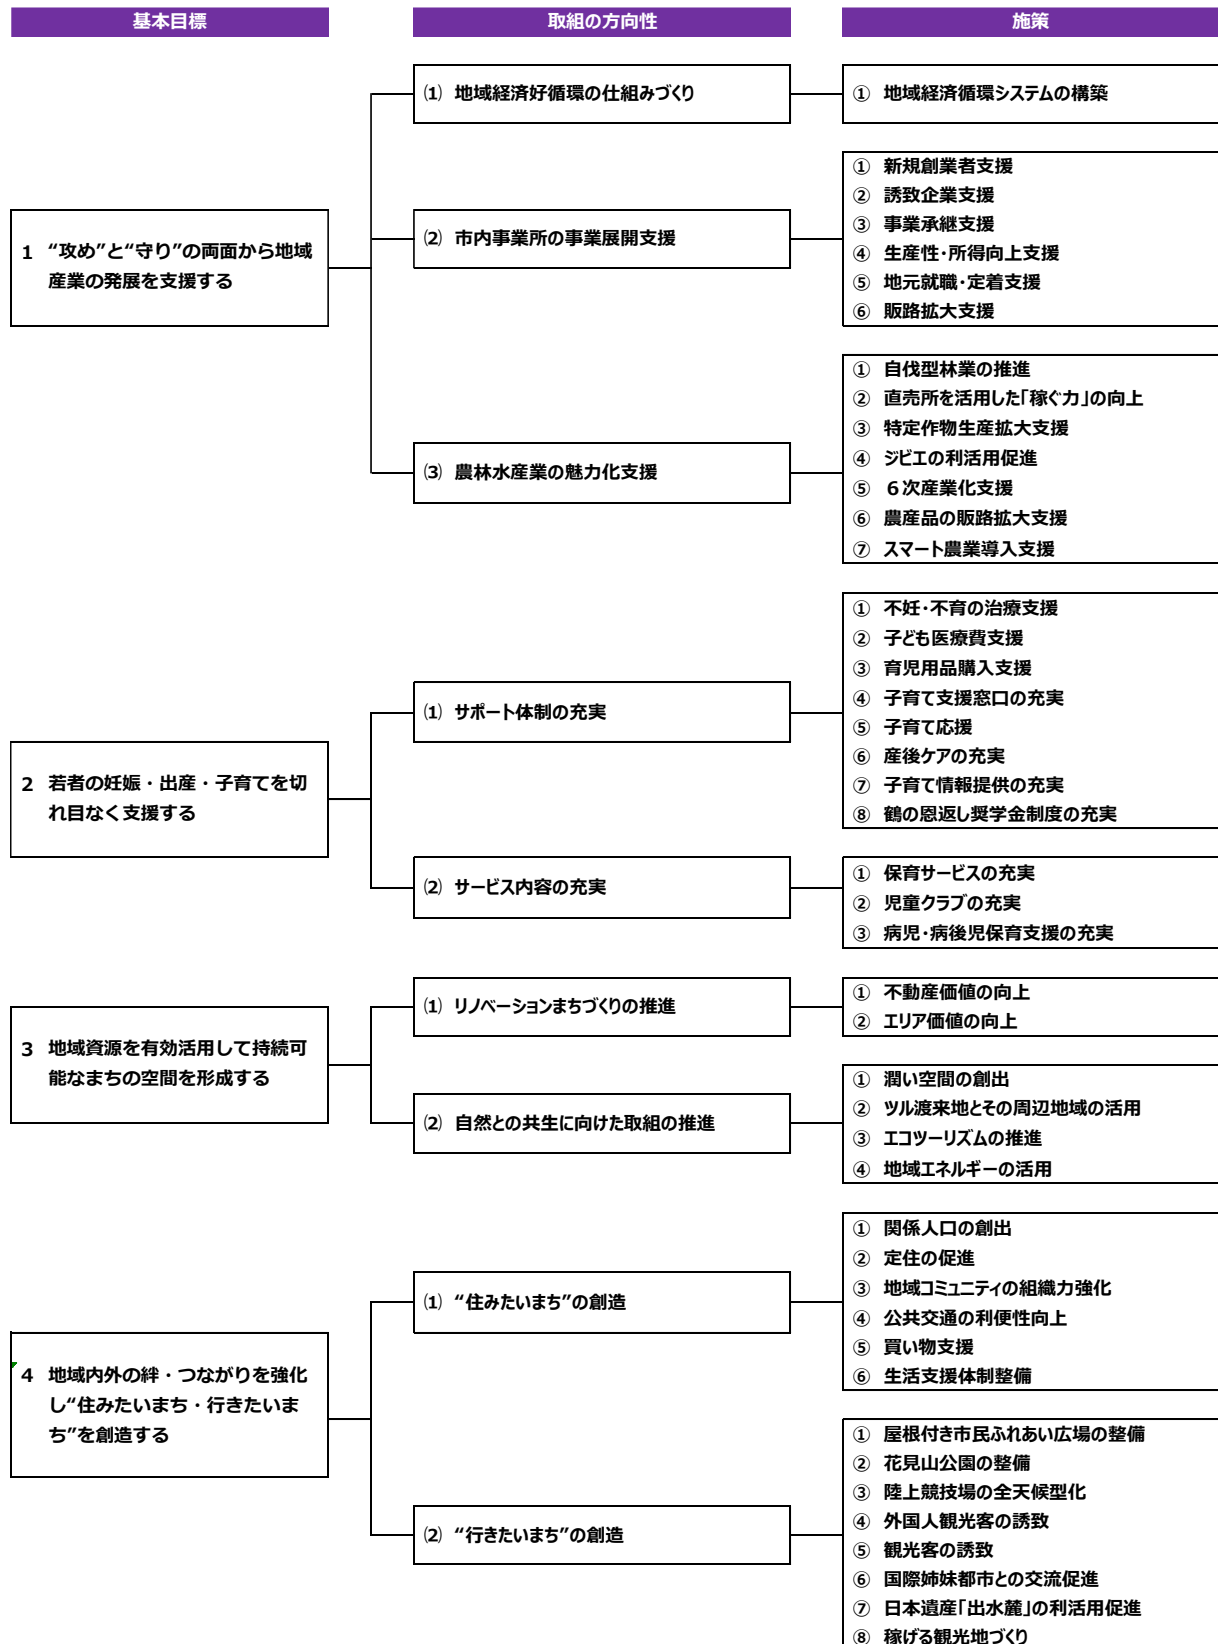 基本目標
取組の方向性
施策
⑴ 地域経済好循環の仕組みづくり
① 地域経済循環システムの構築
1 “攻め”と“守り”の両面から地域
産業の発展を支援する
⑵ 市内事業所の事業展開支援
① 新規創業者支援
② 誘致企業支援
③ 事業承継支援
④ 生産性・所得向上支援
⑤ 地元就職・定着支援
⑥ 販路拡大支援
⑶ 農林水産業の魅力化支援
① 自伐型林業の推進
② 直売所を活用した「稼ぐ力」の向上
③ 特定作物生産拡大支援
④ ジビエの利活用促進
⑤ ６次産業化支援
⑥ 農産品の販路拡大支援
⑦ スマート農業導入支援
2 若者の妊娠・出産・子育てを切
れ目なく支援する
⑴ サポート体制の充実
① 不妊・不育の治療支援
② 子ども医療費支援
③ 育児用品購入支援
④ 子育て支援窓口の充実
⑤ 子育て応援
⑥ 産後ケアの充実
⑦ 子育て情報提供の充実
⑧ 鶴の恩返し奨学金制度の充実
⑵ サービス内容の充実
① 保育サービスの充実
② 児童クラブの充実
③ 病児・病後児保育支援の充実
3 地域資源を有効活用して持続可
能なまちの空間を形成する
⑴ リノベーションまちづくりの推進
① 不動産価値の向上
② エリア価値の向上
⑵ 自然との共生に向けた取組の推進
① 潤い空間の創出
② ツル渡来地とその周辺地域の活用
③ エコツーリズムの推進
④ 地域エネルギーの活用
4 地域内外の絆・つながりを強化
し“住みたいまち・行きたいま
ち”を創造する
⑴ “住みたいまち”の創造
① 関係人口の創出
② 定住の促進
③ 地域コミュニティの組織力強化
④ 公共交通の利便性向上
⑤ 買い物支援
⑥ 生活支援体制整備
⑵ “行きたいまち”の創造
① 屋根付き市民ふれあい広場の整備
② 花見山公園の整備
③ 陸上競技場の全天候型化
④ 外国人観光客の誘致
⑤ 観光客の誘致
⑥ 国際姉妹都市との交流促進
⑦ 日本遺産「出水麓」の利活用促進
⑧ 稼げる観光地づくり